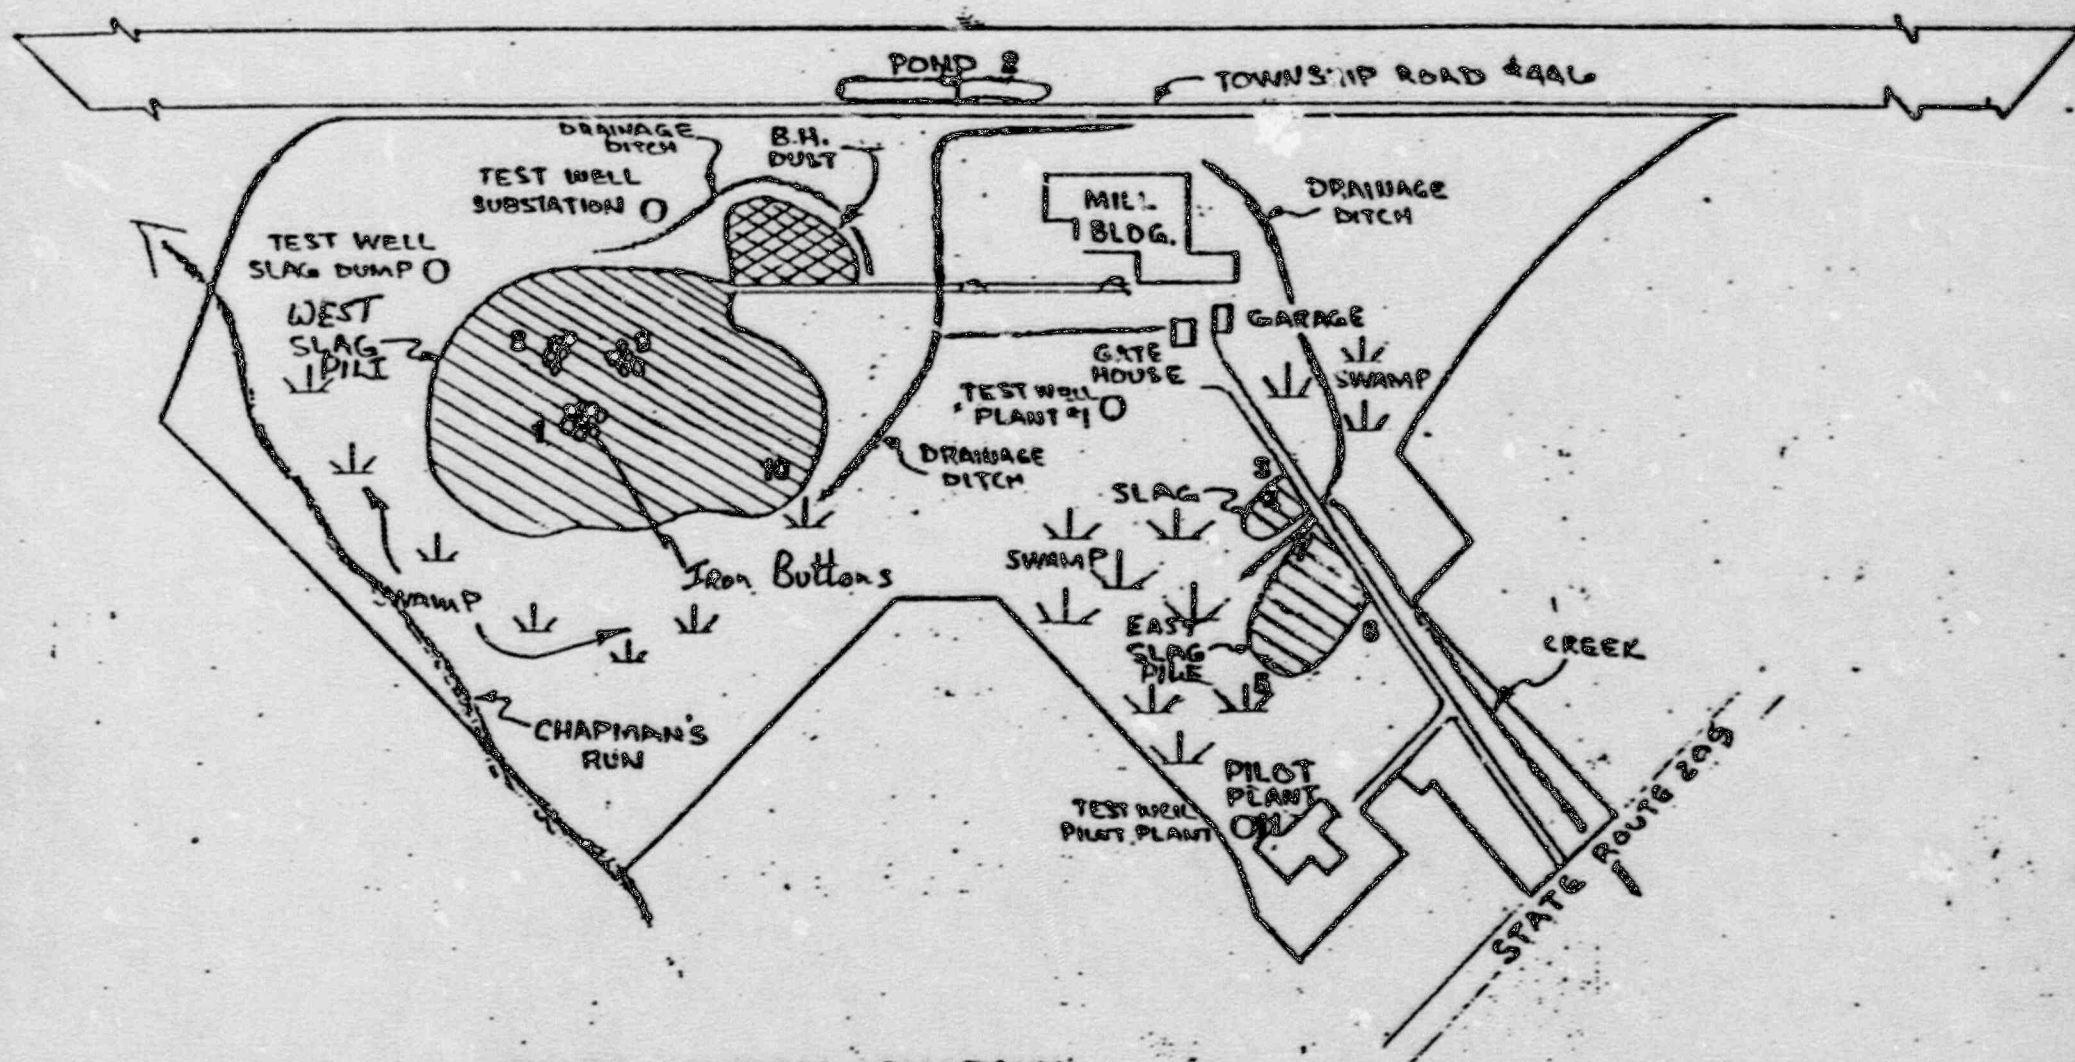 POND 2
TOWNSHIP ROAD #446
DRAINAGE
DITCH
B.H.
DUST
TEST WELL
SUBSTATION
MILL
BLDG.
DRAINAGE
DITCH
TEST WELL
SLAG DUMP
WEST
SLAG
PILE
GARAGE
GATE
HOUSE
SWAMP
TEST WELL
PLANT #1
10
DRAINAGE
DITCH
SLAG
SWAMP
Iron Buttons
SWAMP
EAST
SLAG
PILE
CREEK
CHAPMAN'S
RUN
PILOT
PLANT
TEST WELL
PILOT PLANT
STATE ROUTE 209